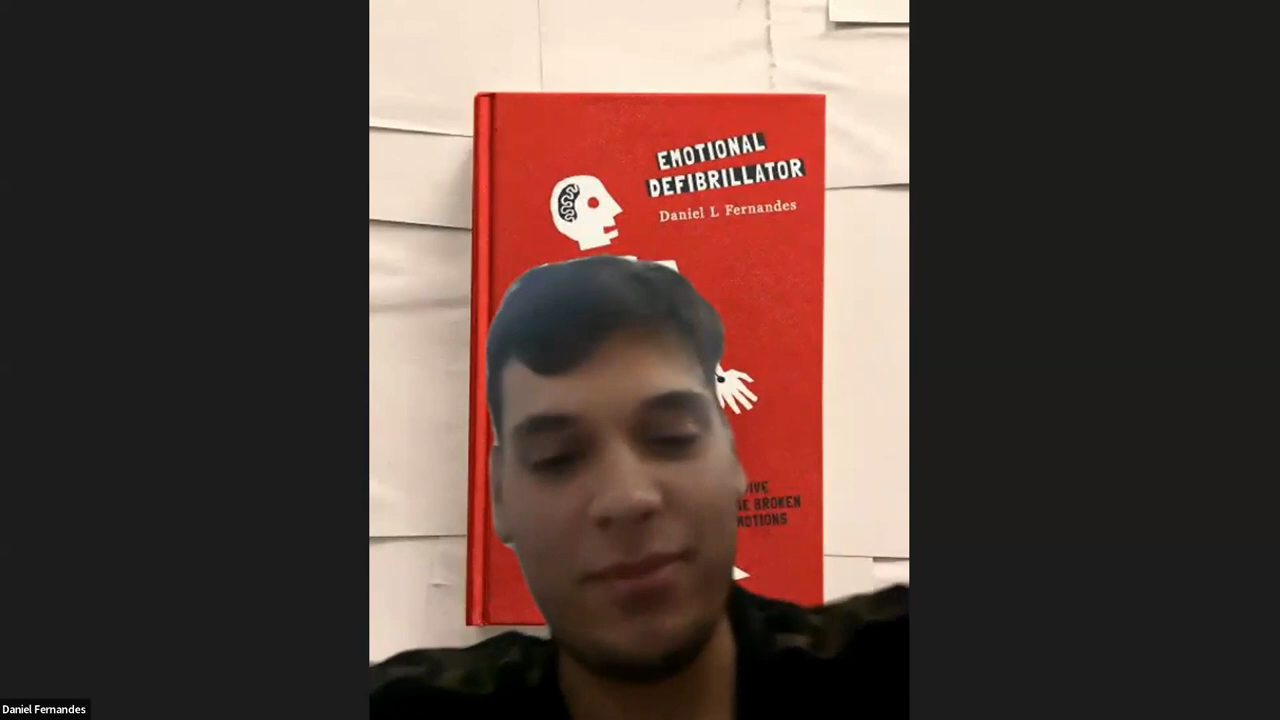 EMOTIONAL
DEFIBRILLATOR
Daniel L Fernandes
BROKEN
Daniel Fernandes